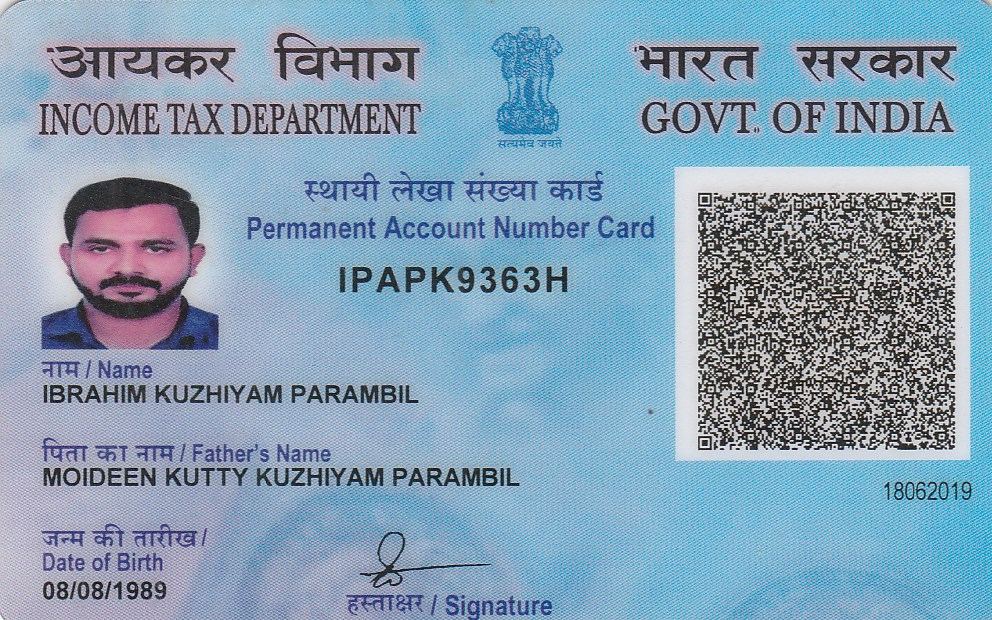 आयकर विभाग
INCOME TAX DEPARTMENT
सत्यमेव जयते
भारत सरकार
GOVT. OF INDIA
स्थायी लेखा संख्या कार्ड
Permanent Account Number Card
IPAPK9363H
नाम / Name
IBRAHIM KUZHIYAM PARAMBIL
पिता का नाम / Father's Name
MOIDEEN KUTTY KUZHIYAM PARAMBIL
18062019
जन्म की तारीख /
Date of Birth
08/08/1989
हस्ताक्षर / Signature